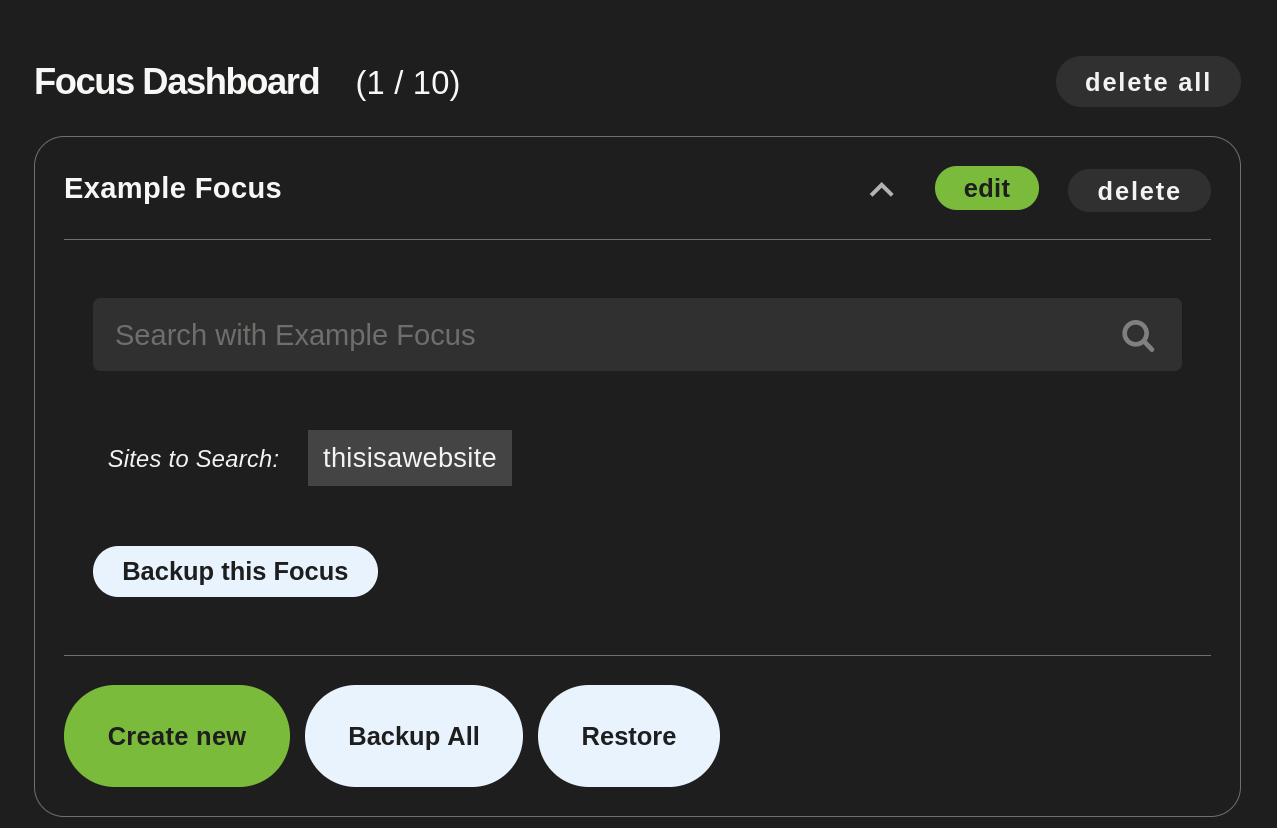 Focus Dashboard (1 / 10) delete all
Example Focus edit delete
Search with Example Focus
Sites to Search: thisisawebsite
Backup this Focus
Create new Backup All Restore